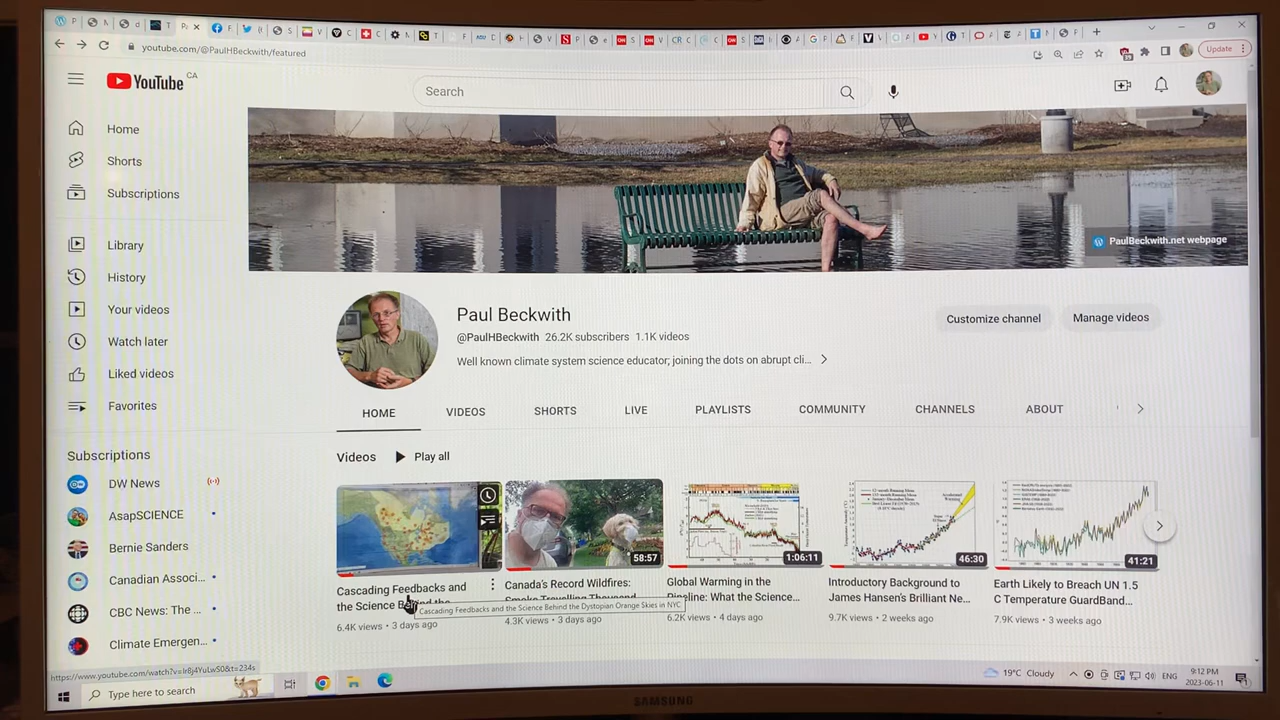 youtube.com/@PaulHBeckwith/featured
Update
YouTube CA
Search
Home
Shorts
Subscriptions
Library
History
Your videos
Watch later
Liked videos
Favorites
Subscriptions
DW News
AsapSCIENCE
Bernie Sanders
Canadian Associ...
CBC News: The ...
Climate Emergen...
PaulBeckwith.net webpage
Paul Beckwith
@PaulHBeckwith 26.2K subscribers 1.1K videos
Well known climate system science educator; joining the dots on abrupt cli...
Customize channel
Manage videos
HOME VIDEOS SHORTS LIVE PLAYLISTS COMMUNITY CHANNELS ABOUT
Videos Play all
58:57
1:06:11
46:30
41:21
Cascading Feedbacks and
the Science Behind the
6.4K views • 3 days ago
Cascading Feedbacks and the Science Behind the Dystopian Orange Skies in NYC
Canada's Record Wildfires:
Smoke Travelling Thousand
4.3K views • 3 days ago
Global Warming in the
Pipeline: What the Science...
6.2K views • 4 days ago
Introductory Background to
James Hansen's Brilliant Ne...
9.7K views • 2 weeks ago
Earth Likely to Breach UN 1.5
C Temperature GuardBand...
7.9K views • 3 weeks ago
Type here to search
19°C Cloudy
ENG
9:12 PM
2023-06-11
SAMSUNG